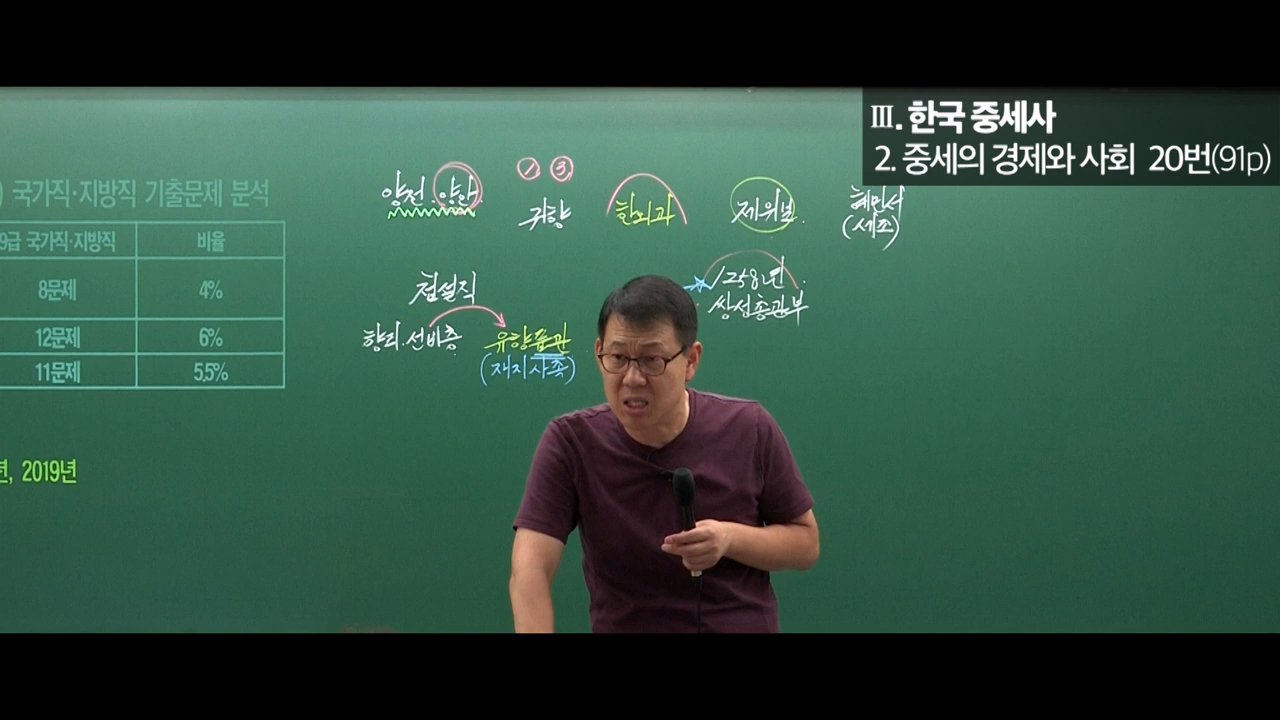 Ⅲ. 한국 중세사
2. 중세의 경제와 사회 20번(91p)
) 국가직·지방직 기출문제 분석
9급 국가직·지방직 비율
8문제 4%
12문제 6%
11문제 5.5%
년, 2019년
양전·양안
① ③
귀향
한외과
제위보
혜민서
(세조)
첨설직
향리·선비층
유향품관
(재지사족)
1258년
쌍성총관부